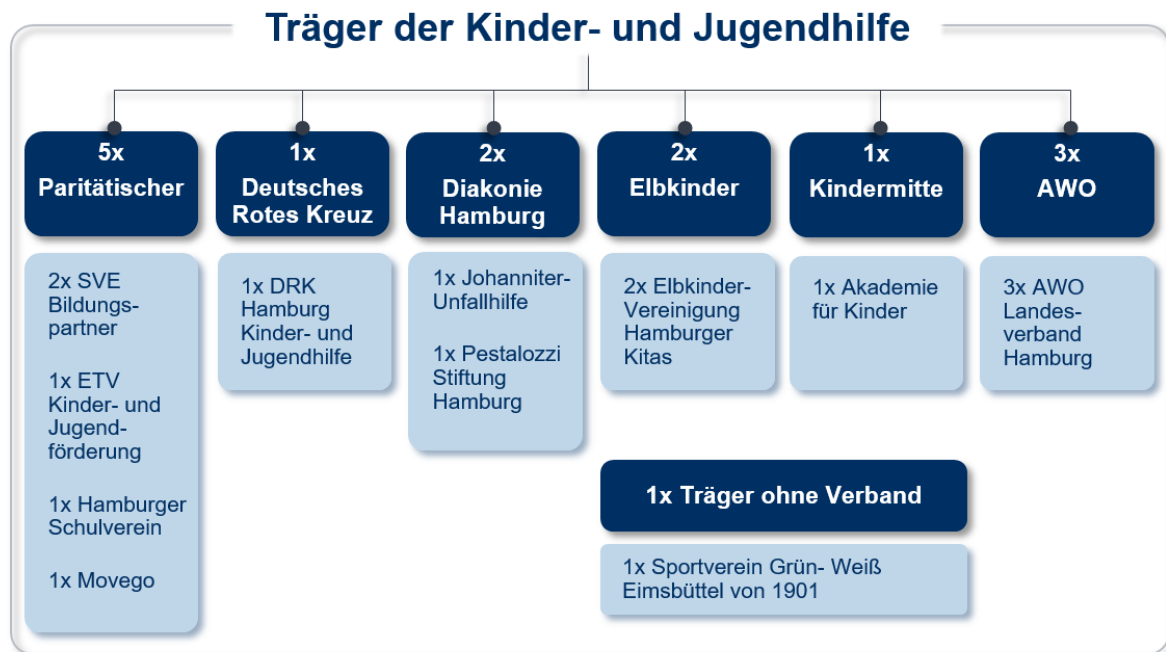 Träger der Kinder- und Jugendhilfe
5x
Paritätischer
1x
Deutsches
Rotes Kreuz
2x
Diakonie
Hamburg
2x
Elbkinder
1x
Kindermitte
3x
AWO
2x SVE
Bildungs-
partner
1x ETV
Kinder- und
Jugend-
förderung
1x Hamburger
Schulverein
1x Movego
1x DRK
Hamburg
Kinder- und
Jugendhilfe
1x Johanniter-
Unfallhilfe
1x Pestalozzi
Stiftung
Hamburg
2x Elbkinder-
Vereinigung
Hamburger
Kitas
1x Akademie
für Kinder
3x AWO
Landes-
verband
Hamburg
1x Träger ohne Verband
1x Sportverein Grün- Weiß
Eimsbüttel von 1901